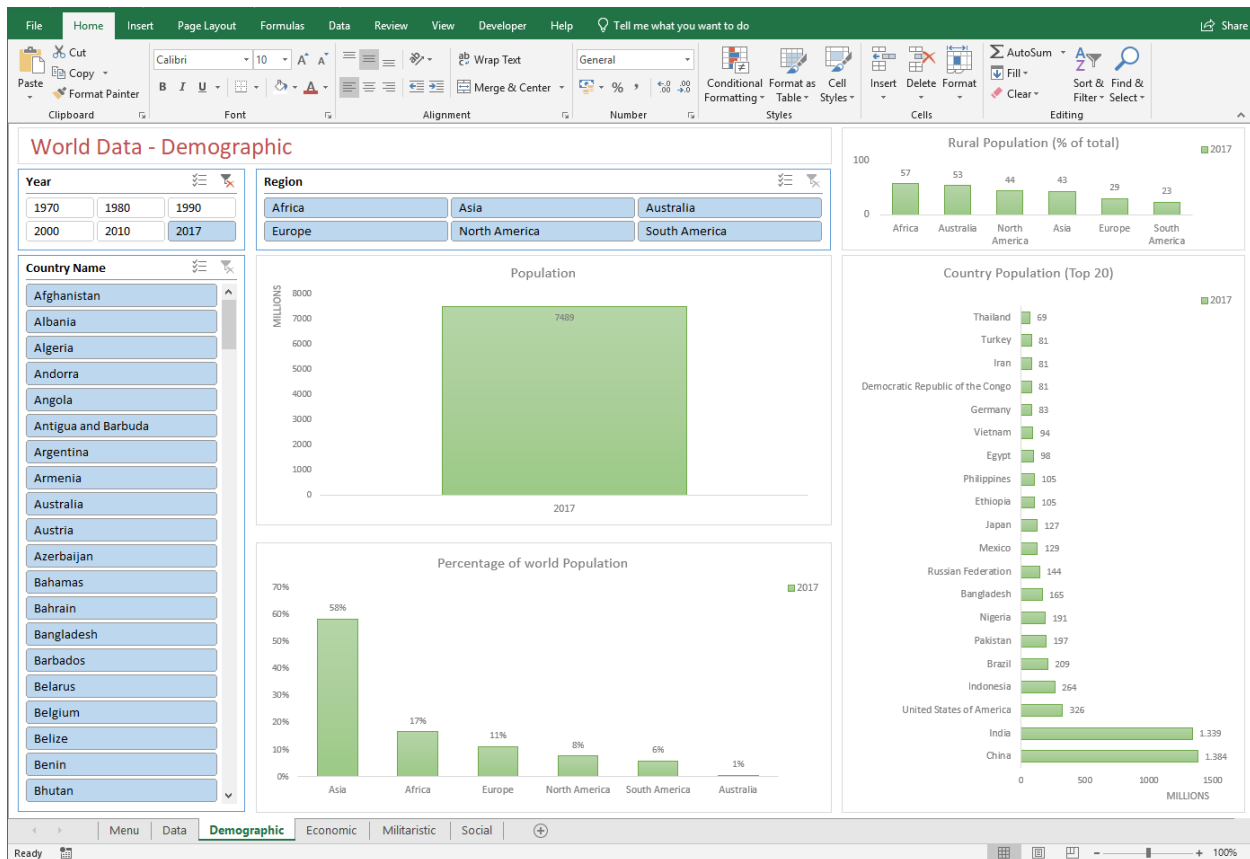 File Home Insert Page Layout Formulas Data Review View Developer Help Tell me what you want to do Share
Paste
Cut
Copy
Format Painter
Clipboard
Calibri 10 A A
B I U A
Font
ab Wrap Text
Merge & Center
Alignment
General
% , .00 .0
Number
Conditional Formatting
Format as Table
Cell Styles
Styles
Insert Delete Format
Cells
AutoSum
Fill
Clear
Sort & Filter
Find & Select
Editing
World Data - Demographic
Year
1970 1980 1990
2000 2010 2017
Region
Africa Asia Australia
Europe North America South America
Country Name
Afghanistan
Albania
Algeria
Andorra
Angola
Antigua and Barbuda
Argentina
Armenia
Australia
Austria
Azerbaijan
Bahamas
Bahrain
Bangladesh
Barbados
Belarus
Belgium
Belize
Benin
Bhutan
Population
MILLIONS
8000
7000
6000
5000
4000
3000
2000
1000
0
7489
2017
Percentage of world Population
2017
70%
60%
50%
40%
30%
20%
10%
0%
58% 17% 11% 8% 6% 1%
Asia Africa Europe North America South America Australia
Rural Population (% of total)
2017
100
0
57 53 44 43 29 23
Africa Australia North America Asia Europe South America
Country Population (Top 20)
2017
Thailand 69
Turkey 81
Iran 81
Democratic Republic of the Congo 81
Germany 83
Vietnam 94
Egypt 98
Philippines 105
Ethiopia 105
Japan 127
Mexico 129
Russian Federation 144
Bangladesh 165
Nigeria 191
Pakistan 197
Brazil 209
Indonesia 264
United States of America 326
India 1.339
China 1.384
0 500 1000 1500
MILLIONS
Menu Data Demographic Economic Militaristic Social
Ready 100%